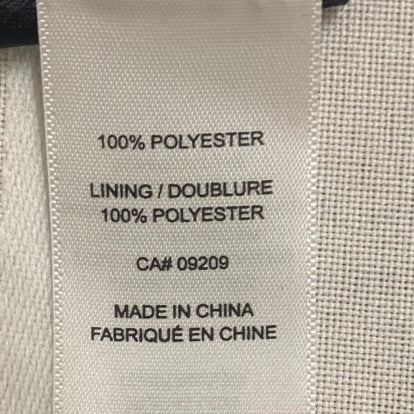 100% POLYESTER
LINING / DOUBLURE
100% POLYESTER
CA# 09209
MADE IN CHINA
FABRIQUÉ EN CHINE